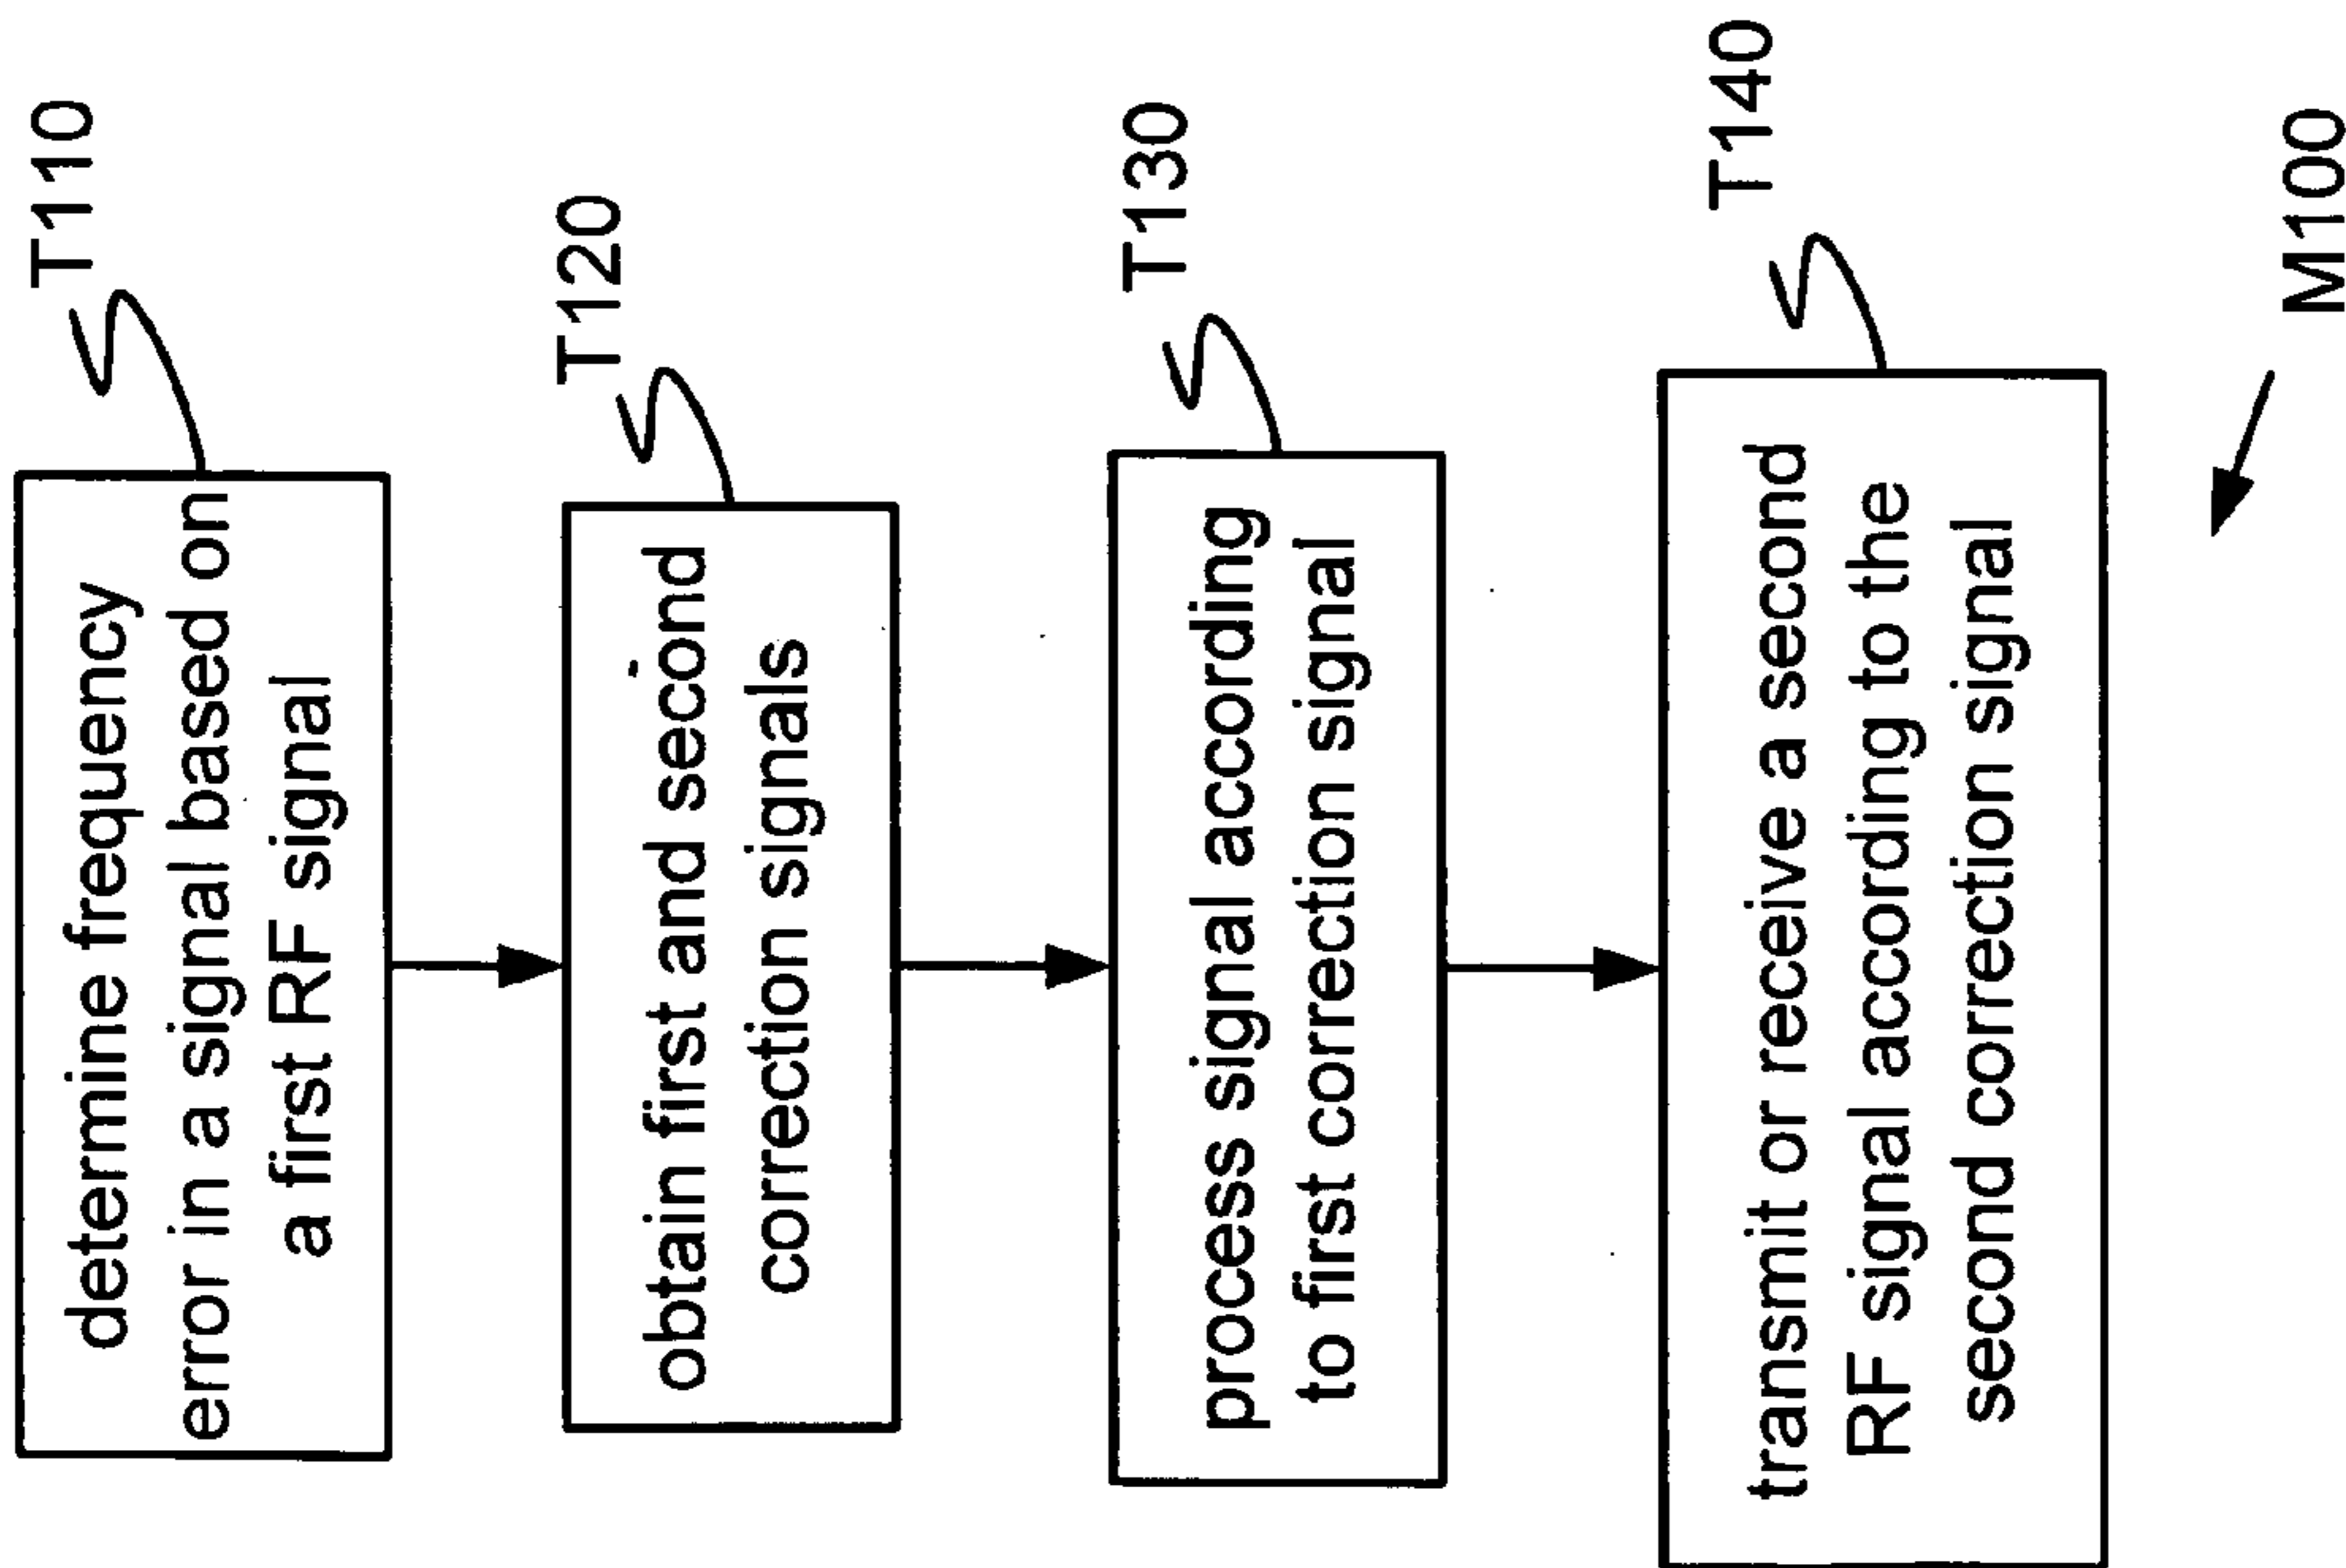 determine frequency
error in a signal based on
a first RF signal
T110
obtain first and second
correction signals
T120
process signal according
to first correction signal
T130
transmit or receive a second
RF signal according to the
second correction signal
T140
M100